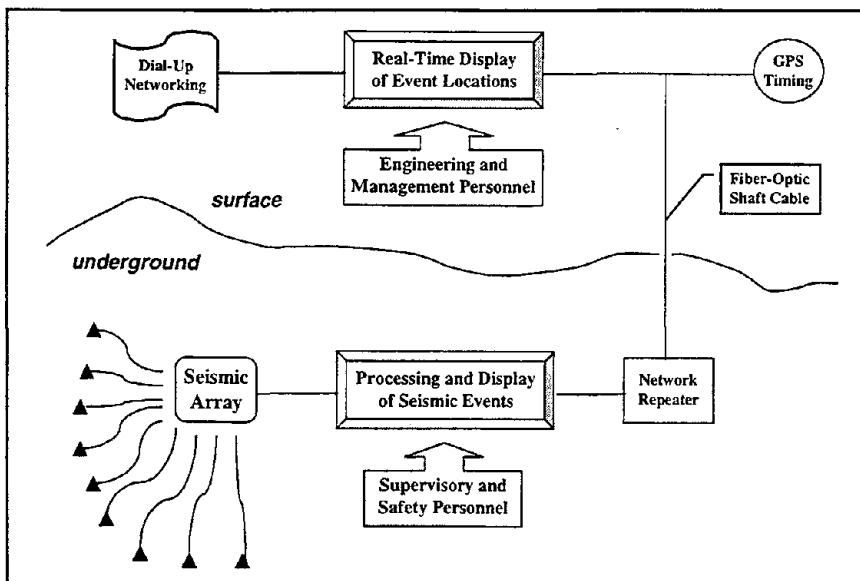 Dial-Up
Networking
Real-Time Display
of Event Locations
GPS
Timing
Engineering and
Management Personnel
Fiber-Optic
Shaft Cable
surface
underground
Seismic
Array
Processing and Display
of Seismic Events
Network
Repeater
Supervisory and
Safety Personnel